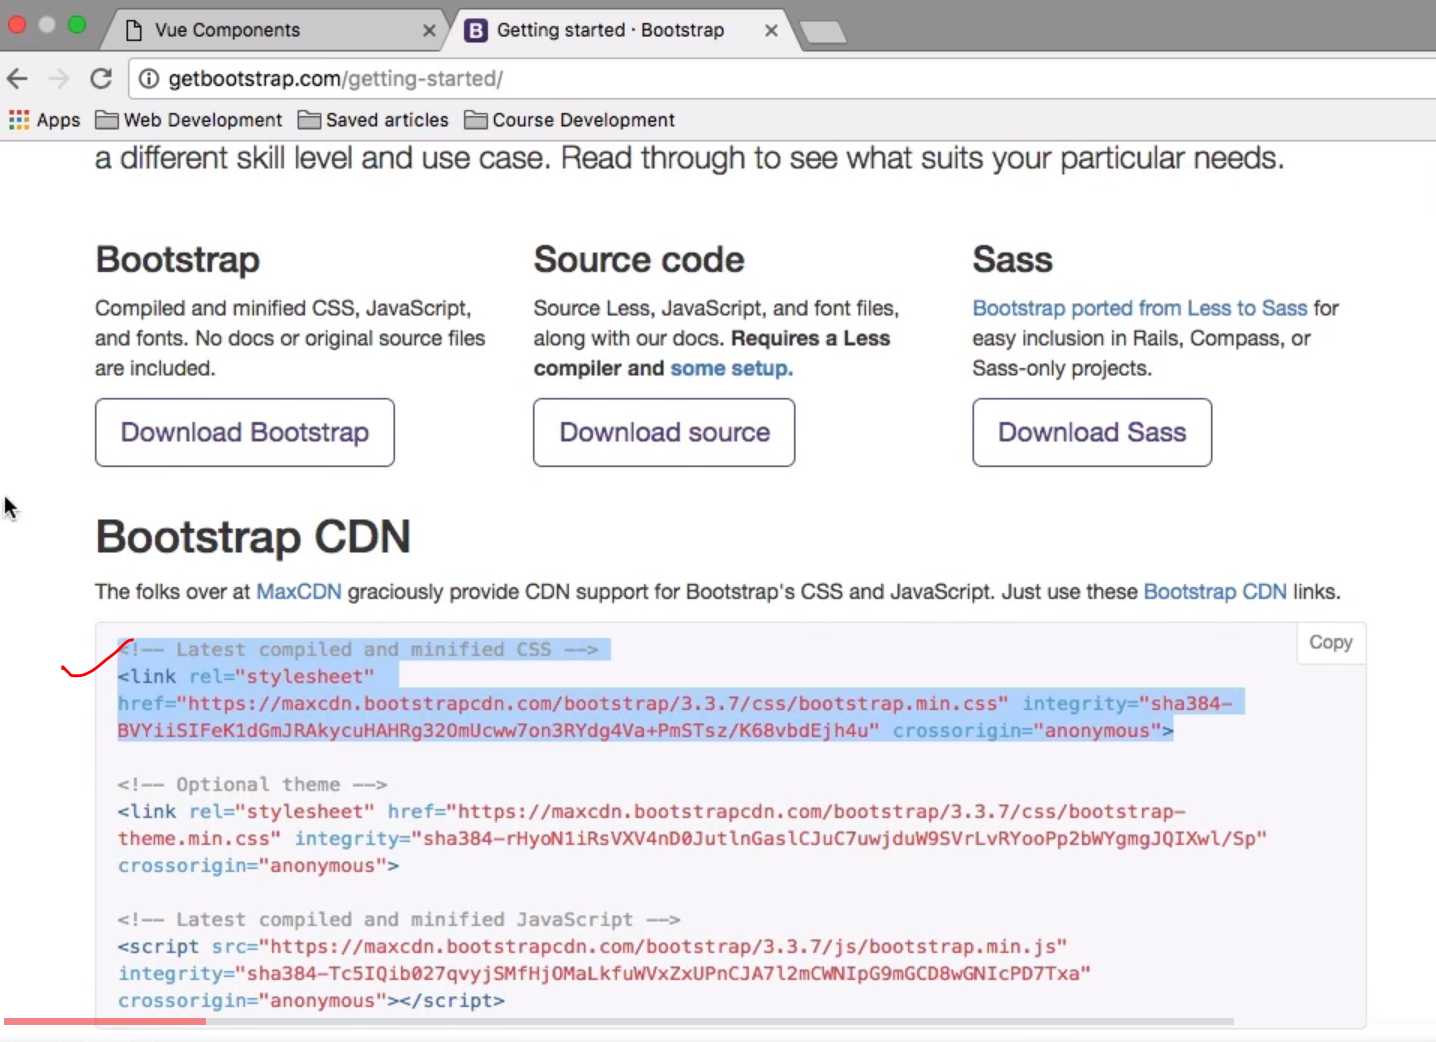 Vue Components
Getting started · Bootstrap
getbootstrap.com/getting-started/
Apps Web Development Saved articles Course Development
a different skill level and use case. Read through to see what suits your particular needs.
Bootstrap
Compiled and minified CSS, JavaScript,
and fonts. No docs or original source files
are included.
Download Bootstrap
Source code
Source Less, JavaScript, and font files,
along with our docs. Requires a Less
compiler and some setup.
Download source
Sass
Bootstrap ported from Less to Sass for
easy inclusion in Rails, Compass, or
Sass-only projects.
Download Sass
Bootstrap CDN
The folks over at MaxCDN graciously provide CDN support for Bootstrap's CSS and JavaScript. Just use these Bootstrap CDN links.
Copy
<!-- Latest compiled and minified CSS -->
<link rel="stylesheet"
href="https://maxcdn.bootstrapcdn.com/bootstrap/3.3.7/css/bootstrap.min.css" integrity="sha384-
BVYiiSIFeK1dGmJRAkycuHAHRg32OmUcww7on3RYdg4Va+PmSTsz/K68vbdEjh4u" crossorigin="anonymous">
<!-- Optional theme -->
<link rel="stylesheet" href="https://maxcdn.bootstrapcdn.com/bootstrap/3.3.7/css/bootstrap-
theme.min.css" integrity="sha384-rHyoN1iRsVXV4nD0JutlnGaslCJuC7uwjduW9SVrLvRYooPp2bWYgmgJQIXwl/Sp"
crossorigin="anonymous">
<!-- Latest compiled and minified JavaScript -->
<script src="https://maxcdn.bootstrapcdn.com/bootstrap/3.3.7/js/bootstrap.min.js"
integrity="sha384-Tc5IQib027qvyjSMfHjOMaLkfuWVxZxUPnCJA7l2mCWNIpG9mGCD8wGNIcPD7Txa"
crossorigin="anonymous"></script>